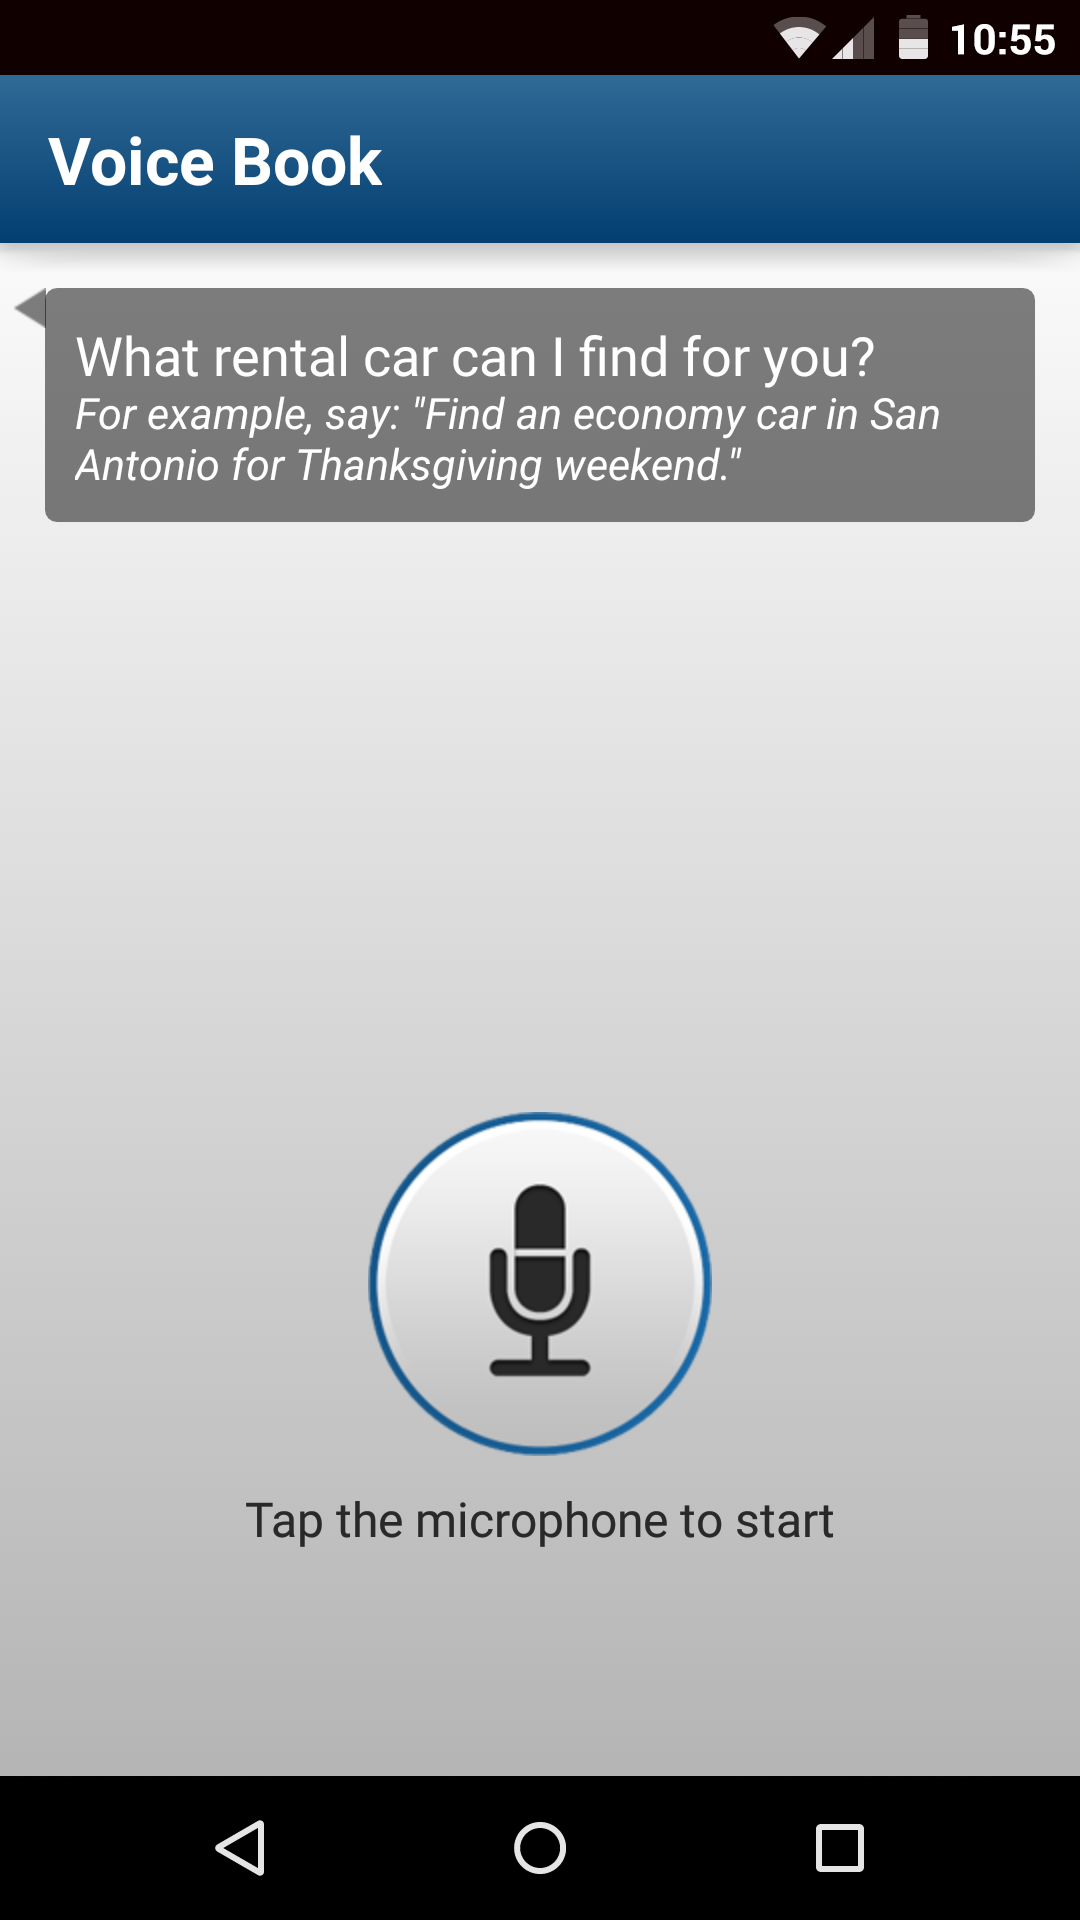 10:55
Voice Book
What rental car can I find for you?
For example, say: "Find an economy car in San
Antonio for Thanksgiving weekend."
Tap the microphone to start